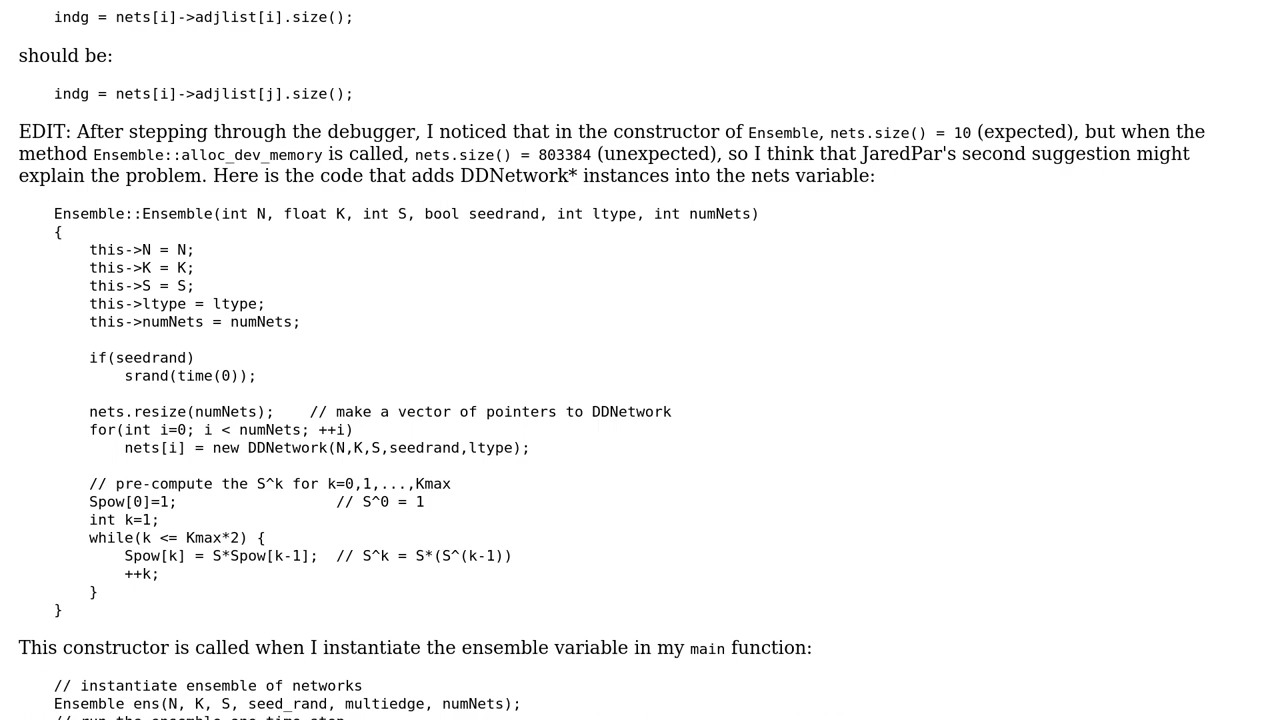 indg = nets[i]->adjlist[i].size();
should be:
indg = nets[i]->adjlist[j].size();
EDIT: After stepping through the debugger, I noticed that in the constructor of Ensemble, nets.size() = 10 (expected), but when the
method Ensemble::alloc_dev_memory is called, nets.size() = 803384 (unexpected), so I think that JaredPar's second suggestion might
explain the problem. Here is the code that adds DDNetwork* instances into the nets variable:
Ensemble::Ensemble(int N, float K, int S, bool seedrand, int ltype, int numNets)
{
    this->N = N;
    this->K = K;
    this->S = S;
    this->ltype = ltype;
    this->numNets = numNets;
    if(seedrand)
        srand(time(0));
    nets.resize(numNets);    // make a vector of pointers to DDNetwork
    for(int i=0; i < numNets; ++i)
        nets[i] = new DDNetwork(N,K,S,seedrand,ltype);
    // pre-compute the S^k for k=0,1,...,Kmax
    Spow[0]=1;                  // S^0 = 1
    int k=1;
    while(k <= Kmax*2) {
        Spow[k] = S*Spow[k-1];  // S^k = S*(S^(k-1))
        ++k;
    }
}
This constructor is called when I instantiate the ensemble variable in my main function:
// instantiate ensemble of networks
Ensemble ens(N, K, S, seed_rand, multiedge, numNets);
// run the ensemble one time step